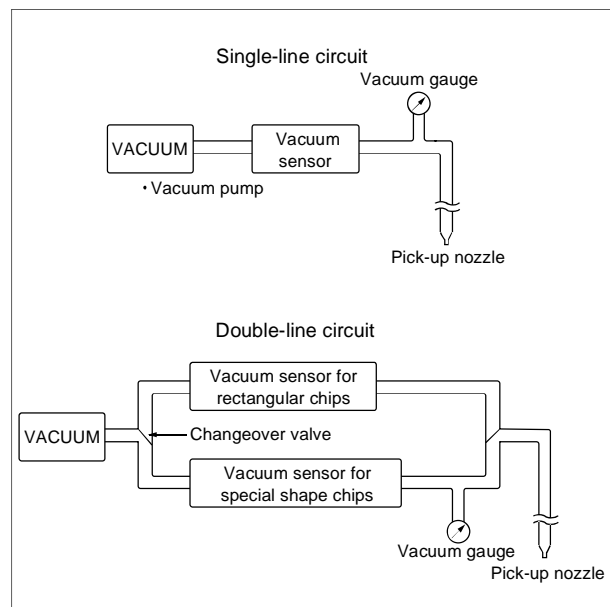 Single-line circuit
Vacuum gauge
VACUUM
Vacuum
sensor
・Vacuum pump
Pick-up nozzle
Double-line circuit
Vacuum sensor for
rectangular chips
VACUUM
Changeover valve
Vacuum sensor for
special shape chips
Vacuum gauge
Pick-up nozzle